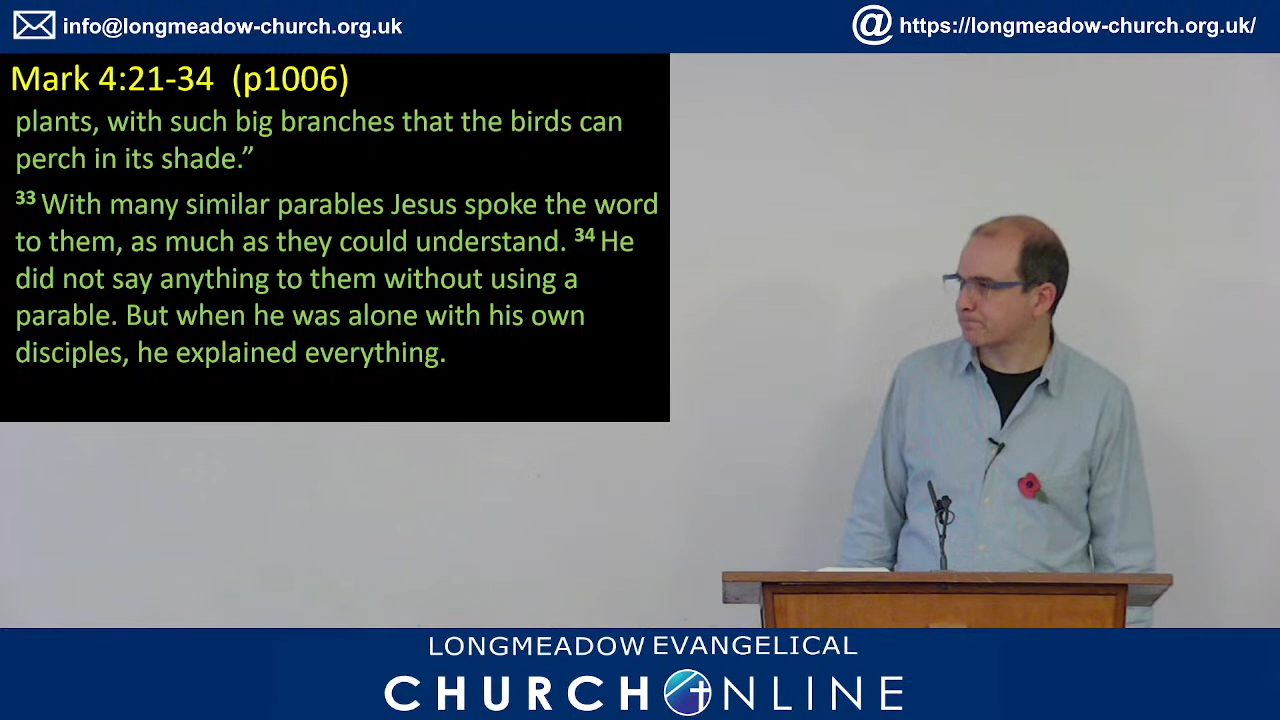 info@longmeadow-church.org.uk
@ https://longmeadow-church.org.uk/
Mark 4:21-34 (p1006)
plants, with such big branches that the birds can
perch in its shade.”
33 With many similar parables Jesus spoke the word
to them, as much as they could understand. 34 He
did not say anything to them without using a
parable. But when he was alone with his own
disciples, he explained everything.
LONGMEADOW EVANGELICAL
CHURCH ONLINE